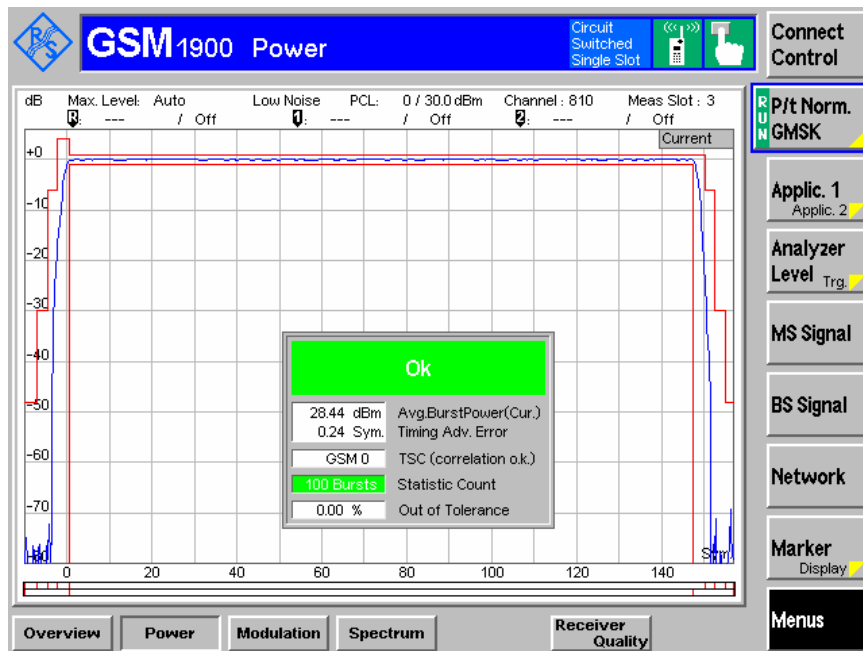 R&S
GSM 1900 Power
Circuit Switched Single Slot
Connect Control
dB Max. Level: Auto Low Noise PCL: 0 / 30.0 dBm Channel : 810 Meas Slot : 3
R: --- / Off 1: --- / Off 2: --- / Off
Current
RUN
P/t Norm. GMSK
Applic. 1
Applic. 2
Analyzer Level Trg.
MS Signal
BS Signal
Network
Marker
Display
Menus
+0
-10
-20
-30
-40
-50
-60
-70
-80
Ok
28.44 dBm Avg.BurstPower(Cur.)
0.24 Sym. Timing Adv. Error
GSM 0 TSC (correlation o.k.)
100 Bursts Statistic Count
0.00 % Out of Tolerance
Sym
0 20 40 60 80 100 120 140
Overview Power Modulation Spectrum Receiver Quality